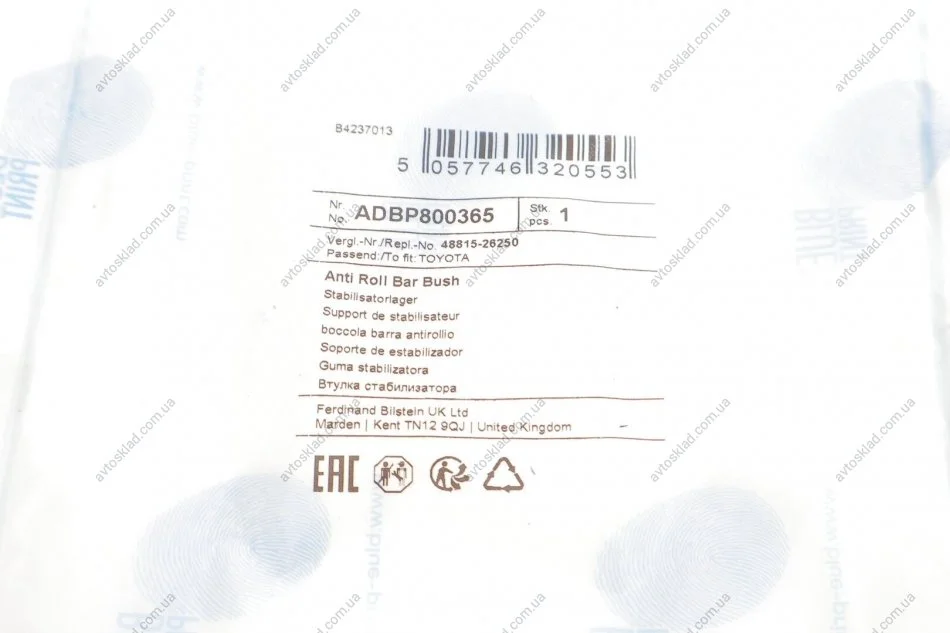 B4237013
5 057746 320553
Nr.
No. ADBP800365 Stk.
pcs. 1
Vergl.-Nr./Repl.-No. 48815-26250
Passend:/To fit: TOYOTA
Anti Roll Bar Bush
Stabilisatorlager
Support de stabilisateur
boccola barra antirollio
Soporte de estabilizador
Guma stabilizatora
Втулка стабилизатора
Ferdinand Bilstein UK Ltd
Marden | Kent TN12 9QJ | United Kingdom
EAC
avtosklad.com.ua